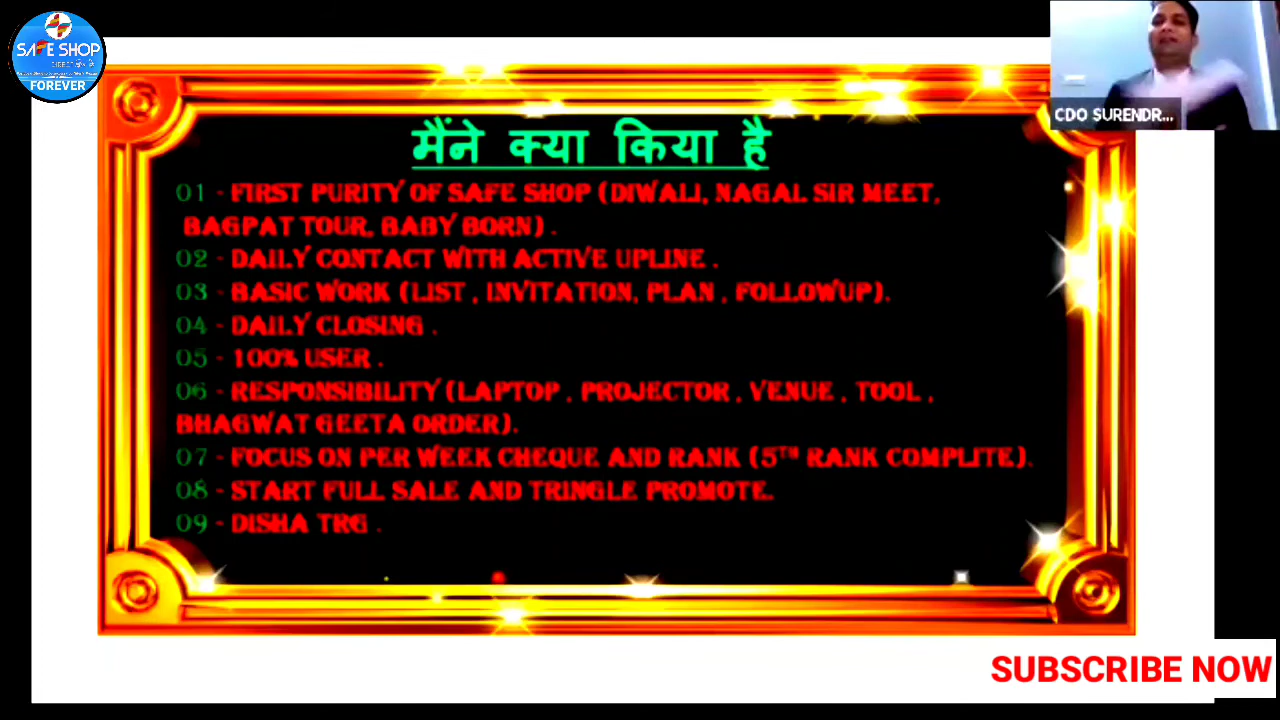 SAFE SHOP
FOREVER
CDO SURENDR...
मैंने क्या किया है
01 - FIRST PURITY OF SAFE SHOP (DIWALI, NAGAL SIR MEET,
BAGPAT TOUR, BABY BORN) .
02 - DAILY CONTACT WITH ACTIVE UPLINE .
03 - BASIC WORK (LIST , INVITATION, PLAN , FOLLOWUP).
04 - DAILY CLOSING .
05 - 100% USER .
06 - RESPONSIBILITY (LAPTOP , PROJECTOR , VENUE , TOOL ,
BHAGWAT GEETA ORDER).
07 - FOCUS ON PER WEEK CHEQUE AND RANK (5TH RANK COMPLITE).
08 - START FULL SALE AND TRINGLE PROMOTE.
09 - DISHA TRG .
SUBSCRIBE NOW